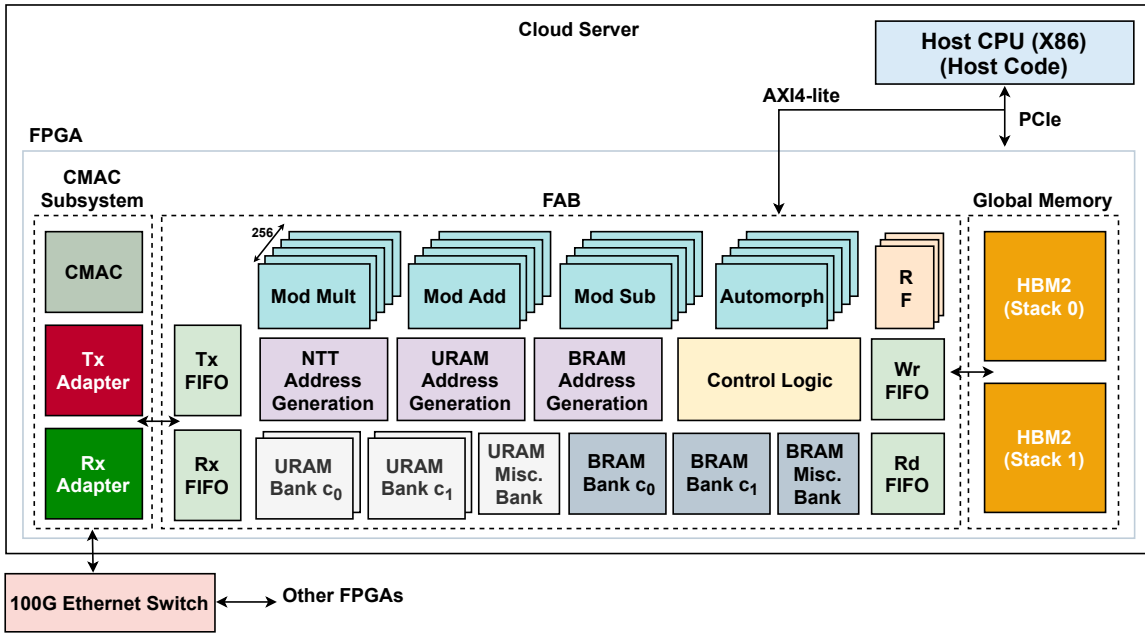 Cloud Server
Host CPU (X86)
(Host Code)
AXI4-lite
PCIe
FPGA
CMAC
Subsystem
FAB
Global Memory
CMAC
256
Mod Mult
Mod Add
Mod Sub
Automorph
R
F
HBM2
(Stack 0)
Tx
Adapter
Tx
FIFO
NTT
Address
Generation
URAM
Address
Generation
BRAM
Address
Generation
Control Logic
Wr
FIFO
HBM2
(Stack 1)
Rx
Adapter
Rx
FIFO
URAM
Bank c0
URAM
Bank c1
URAM
Misc.
Bank
BRAM
Bank c0
BRAM
Bank c1
BRAM
Misc.
Bank
Rd
FIFO
100G Ethernet Switch
Other FPGAs